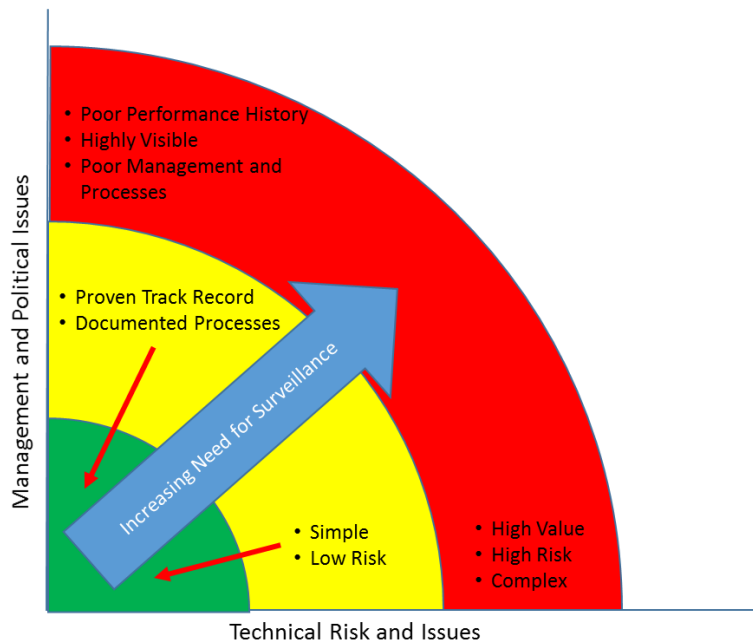 Management and Political Issues
• Poor Performance History
• Highly Visible
• Poor Management and
Processes
• Proven Track Record
• Documented Processes
Increasing Need for Surveillance
• Simple
• Low Risk
• High Value
• High Risk
• Complex
Technical Risk and Issues